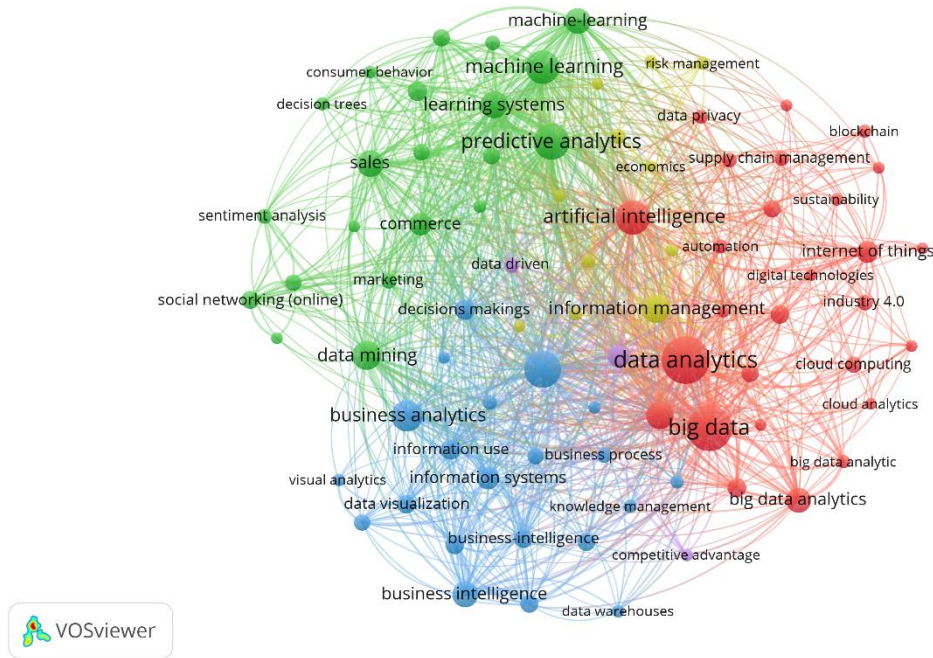 machine-learning
risk management
machine learning
consumer behavior
decision trees
learning systems
data privacy
blockchain
predictive analytics
supply chain management
economics
sales
sustainability
sentiment analysis
commerce
artificial intelligence
automation
internet of things
data driven
digital technologies
marketing
social networking (online)
decisions makings
information management
industry 4.0
data mining
data analytics
cloud computing
cloud analytics
business analytics
big data
information use
business process
big data analytic
visual analytics
information systems
big data analytics
data visualization
knowledge management
business-intelligence
competitive advantage
business intelligence
data warehouses
VOSviewer